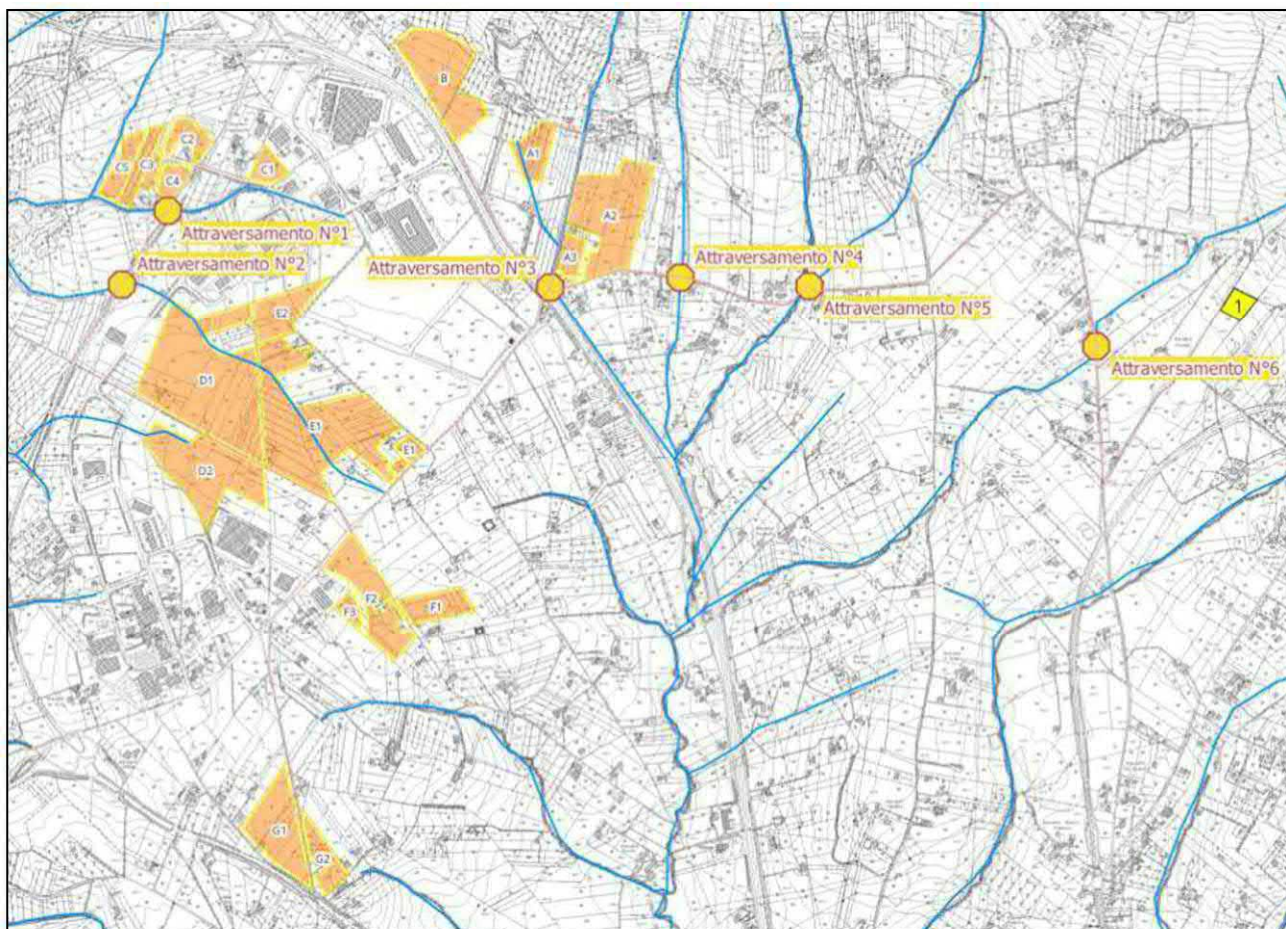 B
C2
C3
C5
C1
C4
A1
A2
A3
Attraversamento N°1
Attraversamento N°2
Attraversamento N°3
Attraversamento N°4
Attraversamento N°5
1
Attraversamento N°6
E2
D1
E1
E1
D2
F2
F1
F3
G1
G2